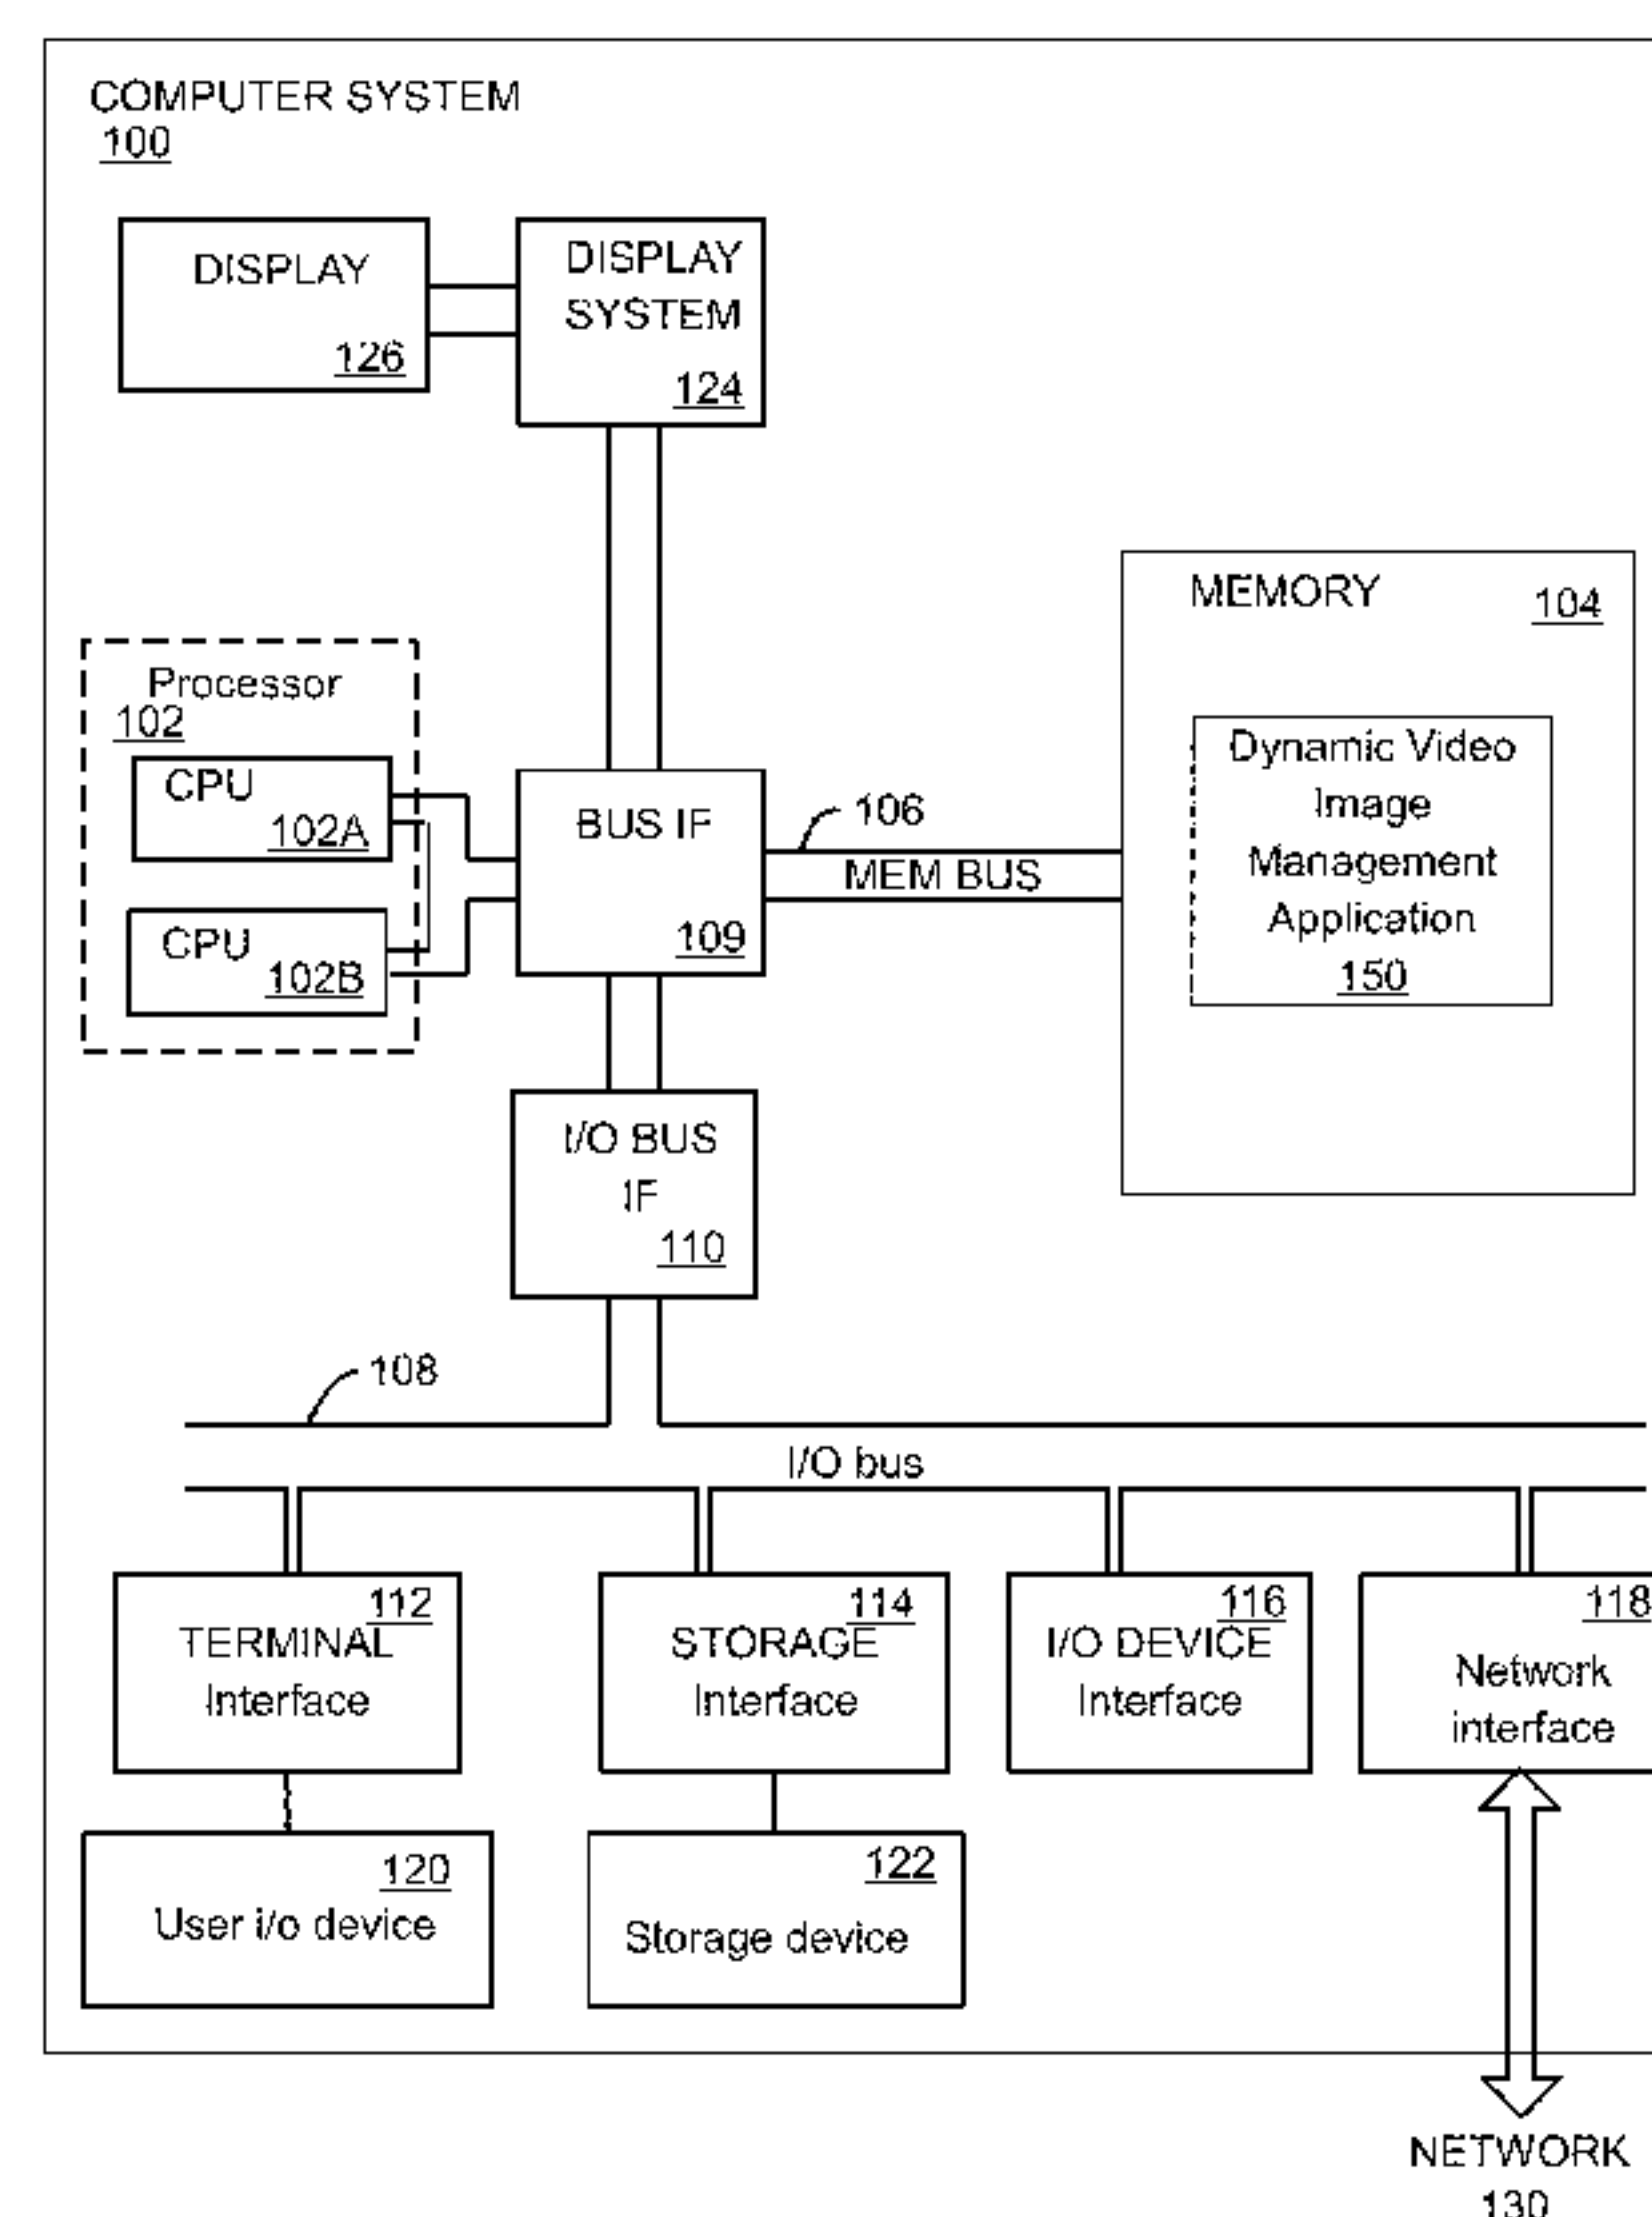 COMPUTER SYSTEM
100
DISPLAY
126
DISPLAY
SYSTEM
124
MEMORY
104
Processor
102
CPU
102A
CPU
102B
BUS IF
109
106
MEM BUS
Dynamic Video
Image
Management
Application
150
I/O BUS
IF
110
108
I/O bus
112
TERMINAL
Interface
114
STORAGE
Interface
116
I/O DEVICE
Interface
118
Network
interface
120
User i/o device
122
Storage device
NETWORK
130